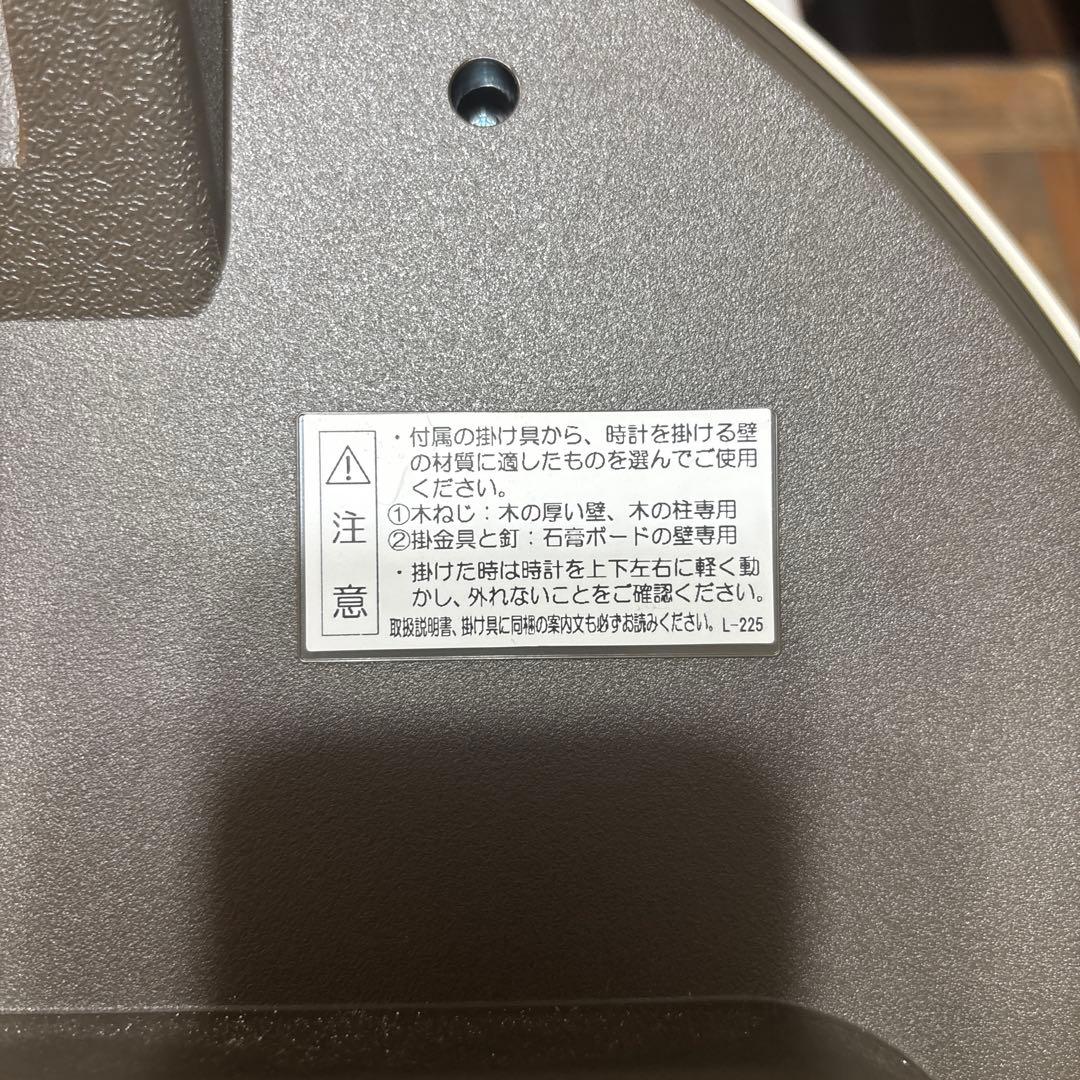 注意
・付属の掛け具から、時計を掛ける壁
の材質に適したものを選んでご使用
ください。
①木ねじ：木の厚い壁、木の柱専用
②掛金具と釘：石膏ボードの壁専用
・掛けた時は時計を上下左右に軽く動
かし、外れないことをご確認ください。
取扱説明書、掛け具に同梱の案内文も必ずお読みください。L-225